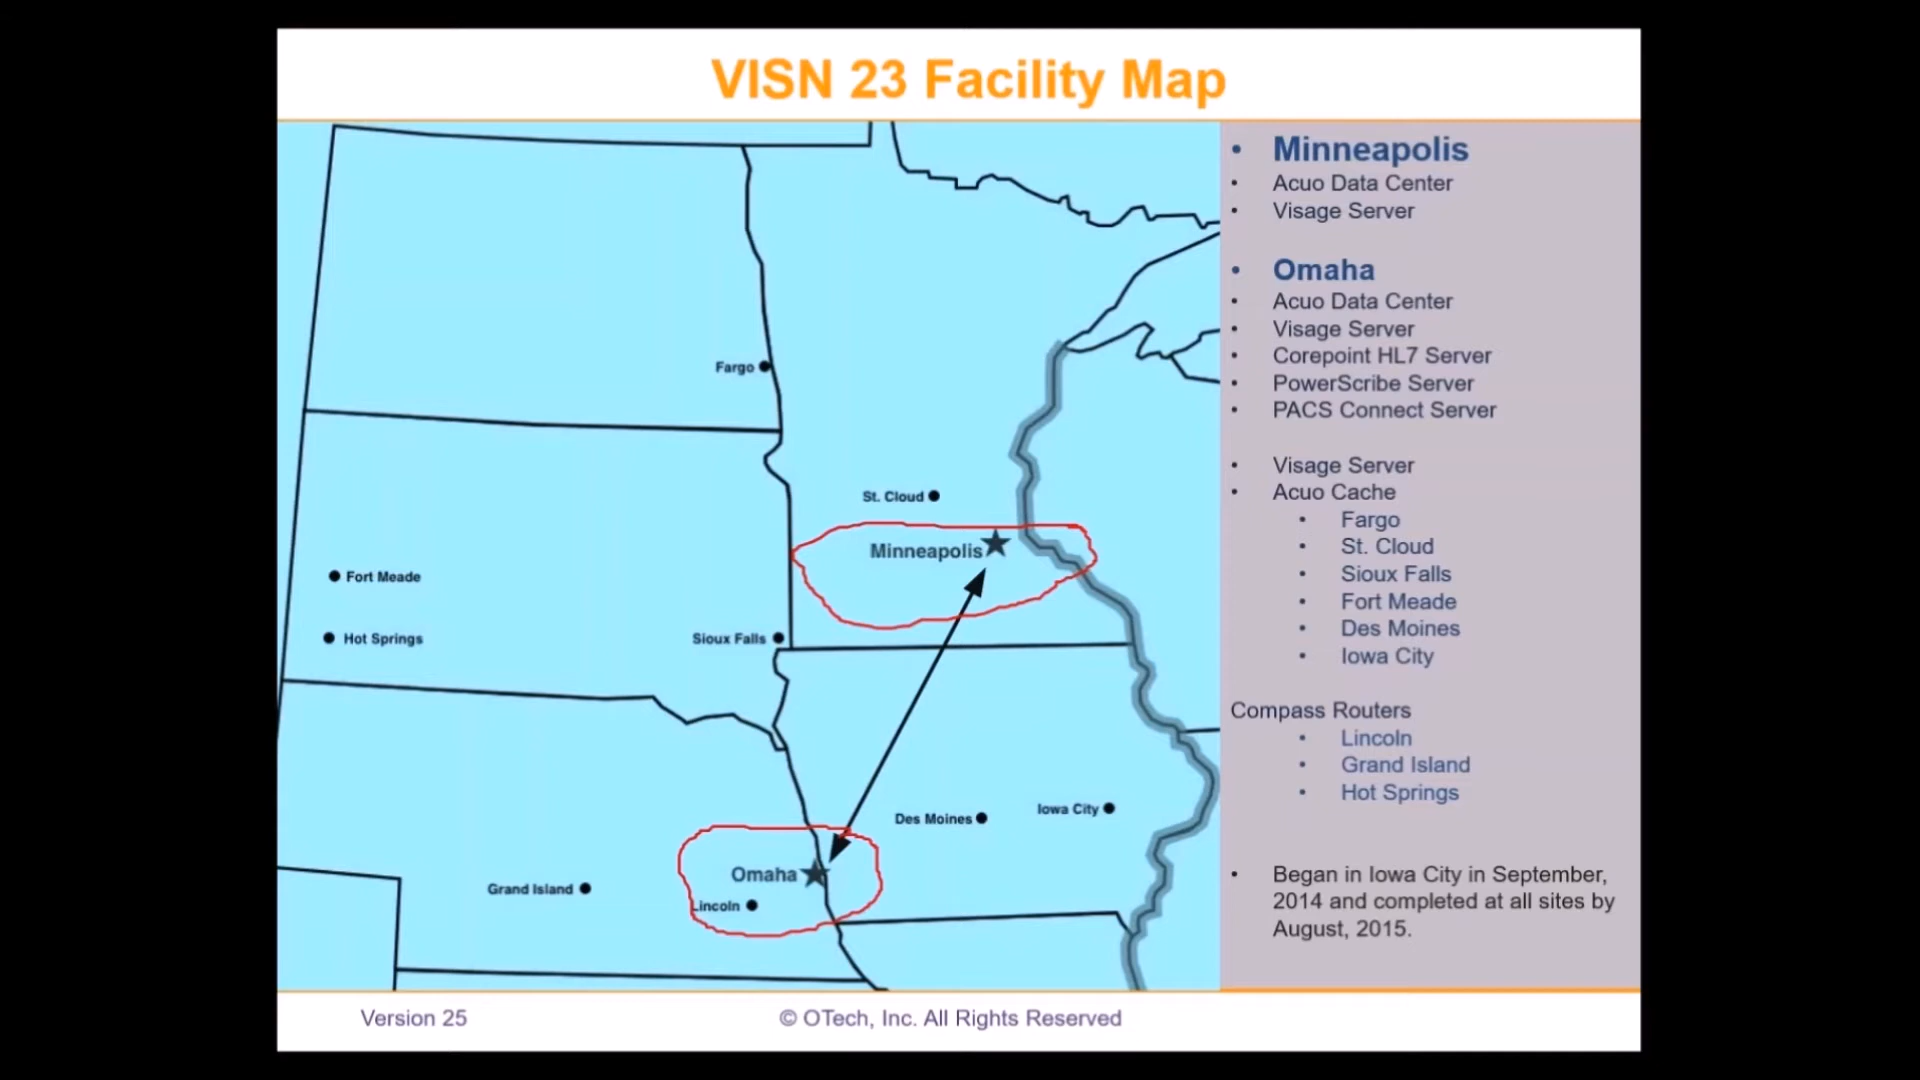 VISN 23 Facility Map
Fargo
St. Cloud
Minneapolis
Fort Meade
Hot Springs
Sioux Falls
Des Moines
Iowa City
Omaha
Grand Island
Lincoln
• Minneapolis
• Acuo Data Center
• Visage Server
• Omaha
• Acuo Data Center
• Visage Server
• Corepoint HL7 Server
• PowerScribe Server
• PACS Connect Server
• Visage Server
• Acuo Cache
• Fargo
• St. Cloud
• Sioux Falls
• Fort Meade
• Des Moines
• Iowa City
Compass Routers
• Lincoln
• Grand Island
• Hot Springs
• Began in Iowa City in September,
2014 and completed at all sites by
August, 2015.
Version 25
© OTech, Inc. All Rights Reserved